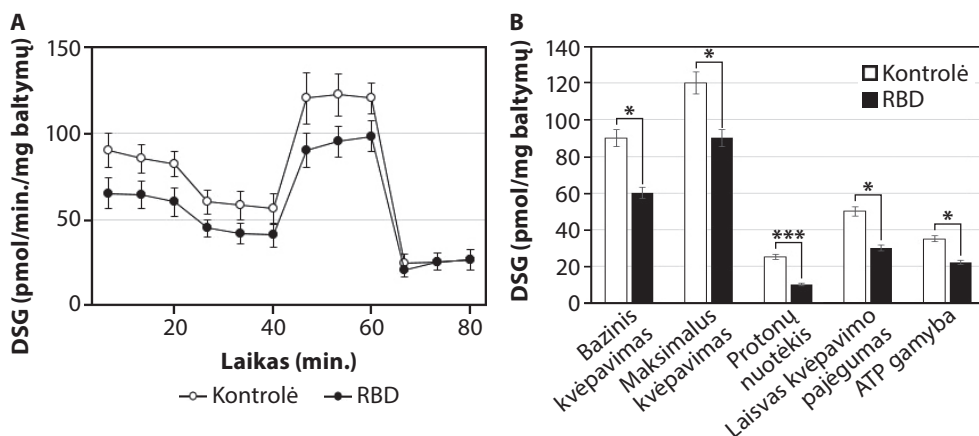 A
DSG (pmol/min./mg baltymų)
150
100
50
0
20
40
60
80
Laikas (min.)
Kontrolė
RBD
B
DSG (pmol/mg baltymų)
140
120
100
80
60
40
20
0
*
*
***
*
*
Kontrolė
RBD
Bazinis
kvėpavimas
Maksimalus
kvėpavimas
Protonų
nuotėkis
Laisvas kvėpavimo
pajėgumas
ATP gamyba